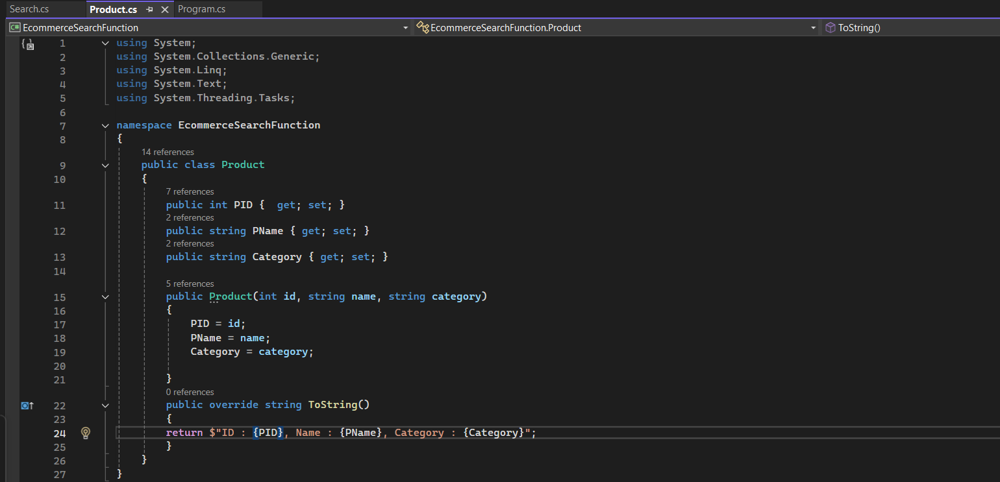 Search.cs Product.cs Program.cs
C# EcommerceSearchFunction EcommerceSearchFunction.Product ToString()
1 using System;
2 using System.Collections.Generic;
3 using System.Linq;
4 using System.Text;
5 using System.Threading.Tasks;
6
7 namespace EcommerceSearchFunction
8 {
14 references
9 public class Product
10 {
7 references
11 public int PID {  get; set; }
2 references
12 public string PName { get; set; }
2 references
13 public string Category { get; set; }
14
5 references
15 public Product(int id, string name, string category)
16 {
17 PID = id;
18 PName = name;
19 Category = category;
20
21 }
0 references
22 public override string ToString()
23 {
24 return $"ID : {PID}, Name : {PName}, Category : {Category}";
25 }
26 }
27 }